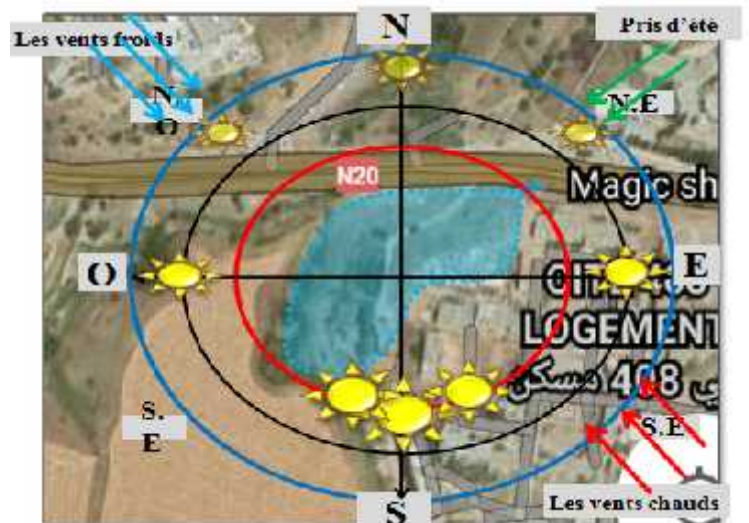 N
Les vents froids
Pris d'été
N
O
N.E
N20
Magic sh
O
E
LOGEMENT
408 مسكن
S.
E
S.E
Les vents chauds
S